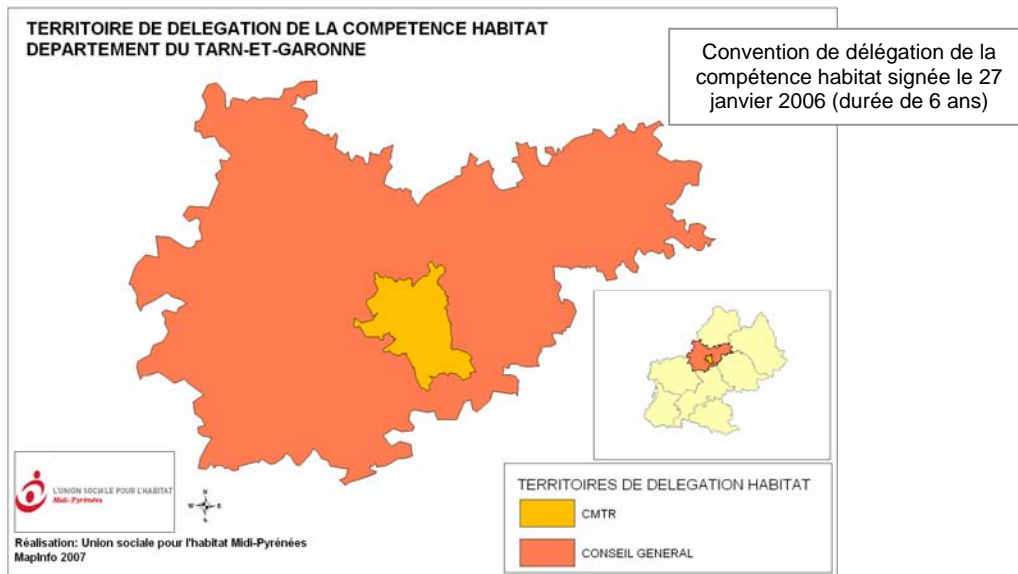 TERRITOIRE DE DELEGATION DE LA COMPETENCE HABITAT
DEPARTEMENT DU TARN-ET-GARONNE
Convention de délégation de la
compétence habitat signée le 27
janvier 2006 (durée de 6 ans)
L'UNION SOCIALE POUR L'HABITAT
Midi-Pyrénées
N
W E
S
Réalisation: Union sociale pour l'habitat Midi-Pyrénées
MapInfo 2007
TERRITOIRES DE DELEGATION HABITAT
CMTR
CONSEIL GENERAL